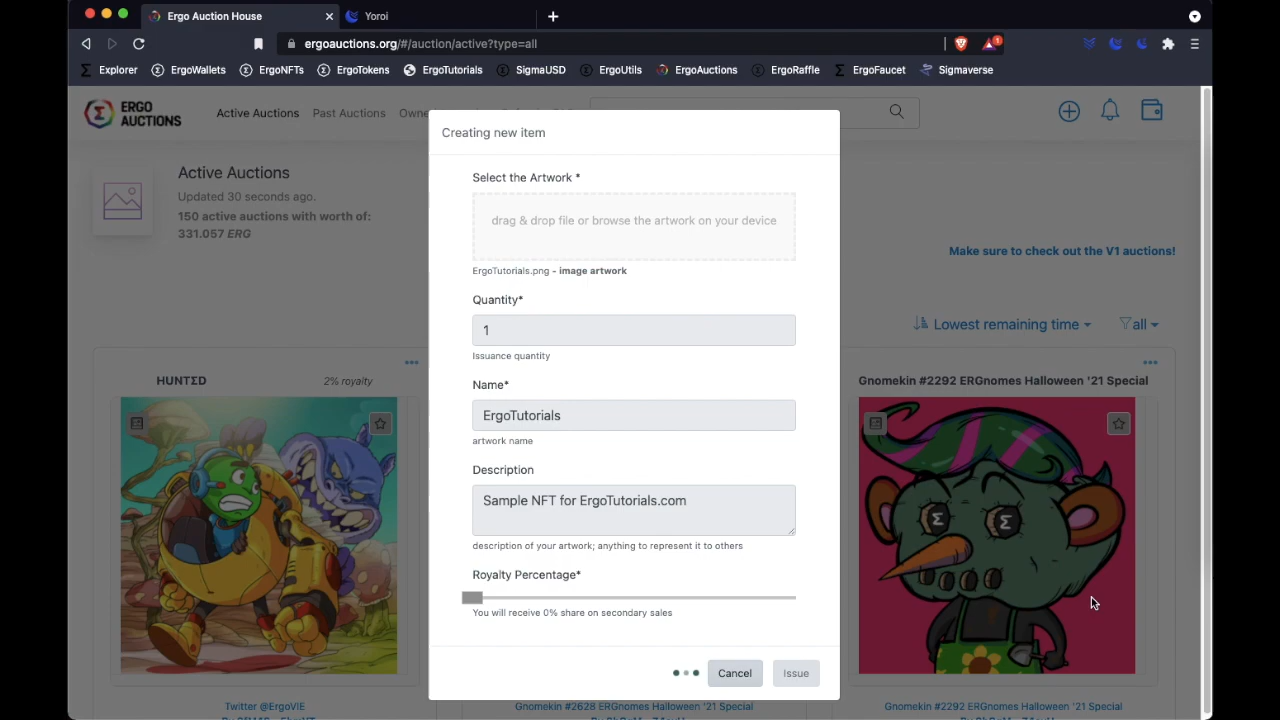 Ergo Auction House
Yoroi
ergoauctions.org/#/auction/active?type=all
1
Explorer ErgoWallets ErgoNFTs ErgoTokens ErgoTutorials SigmaUSD ErgoUtils ErgoAuctions ErgoRaffle ErgoFaucet Sigmaverse
ERGO
AUCTIONS
Active Auctions Past Auctions Owne
Creating new item
Active Auctions
Updated 30 seconds ago.
150 active auctions with worth of:
331.057 ERG
Make sure to check out the V1 auctions!
Lowest remaining time all
Select the Artwork *
drag & drop file or browse the artwork on your device
ErgoTutorials.png - image artwork
Quantity*
1
Issuance quantity
Name*
ErgoTutorials
artwork name
Description
Sample NFT for ErgoTutorials.com
description of your artwork; anything to represent it to others
Royalty Percentage*
You will receive 0% share on secondary sales
Cancel Issue
HUNTΣD 2% royalty
Gnomekin #2292 ERGnomes Halloween '21 Special
Σ Σ
Twitter @ErgoVIE
Gnomekin #2628 ERGnomes Halloween '21 Special
Gnomekin #2292 ERGnomes Halloween '21 Special